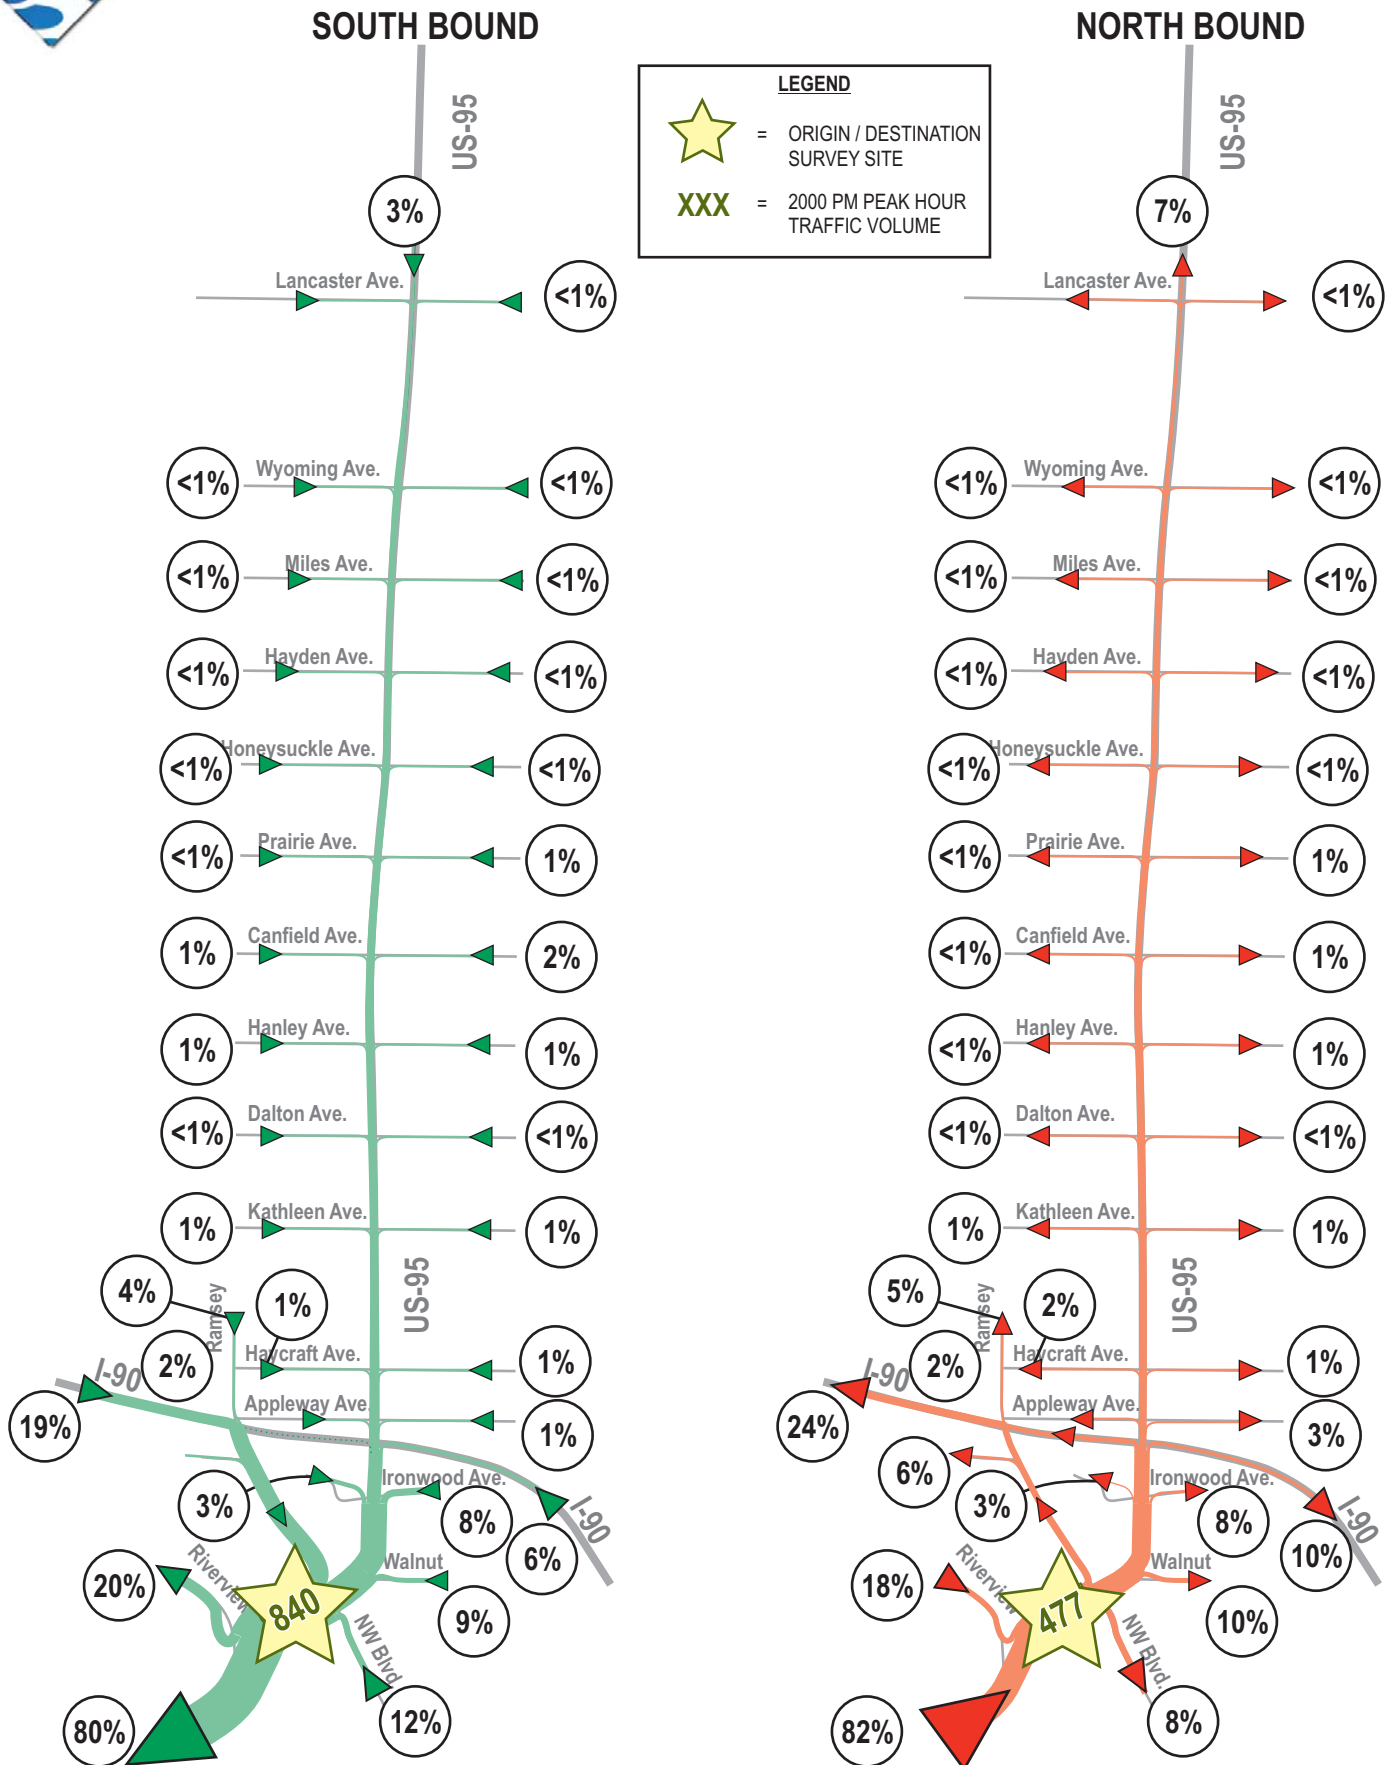 SOUTH BOUND
US-95
3%
Lancaster Ave.
<1%
Wyoming Ave.
<1%
<1%
Miles Ave.
<1%
<1%
Hayden Ave.
<1%
<1%
Honeysuckle Ave.
<1%
<1%
Prairie Ave.
<1%
1%
Canfield Ave.
1%
2%
Hanley Ave.
1%
1%
Dalton Ave.
<1%
<1%
Kathleen Ave.
1%
1%
US-95
4%
Ramsey
1%
2%
Haycraft Ave.
1%
I-90
19%
Appleway Ave.
1%
Ironwood Ave.
3%
8%
6%
I-90
20%
Riverview
840
Walnut
9%
NW Blvd.
80%
12%
LEGEND
= ORIGIN / DESTINATION
SURVEY SITE
XXX = 2000 PM PEAK HOUR
TRAFFIC VOLUME
NORTH BOUND
US-95
7%
Lancaster Ave.
<1%
Wyoming Ave.
<1%
<1%
Miles Ave.
<1%
<1%
Hayden Ave.
<1%
<1%
Honeysuckle Ave.
<1%
<1%
Prairie Ave.
<1%
1%
Canfield Ave.
<1%
1%
Hanley Ave.
<1%
1%
Dalton Ave.
<1%
<1%
Kathleen Ave.
1%
1%
US-95
5%
Ramsey
2%
2%
Haycraft Ave.
1%
I-90
24%
Appleway Ave.
3%
6%
Ironwood Ave.
3%
8%
10%
I-90
18%
Riverview
477
Walnut
10%
NW Blvd.
82%
8%